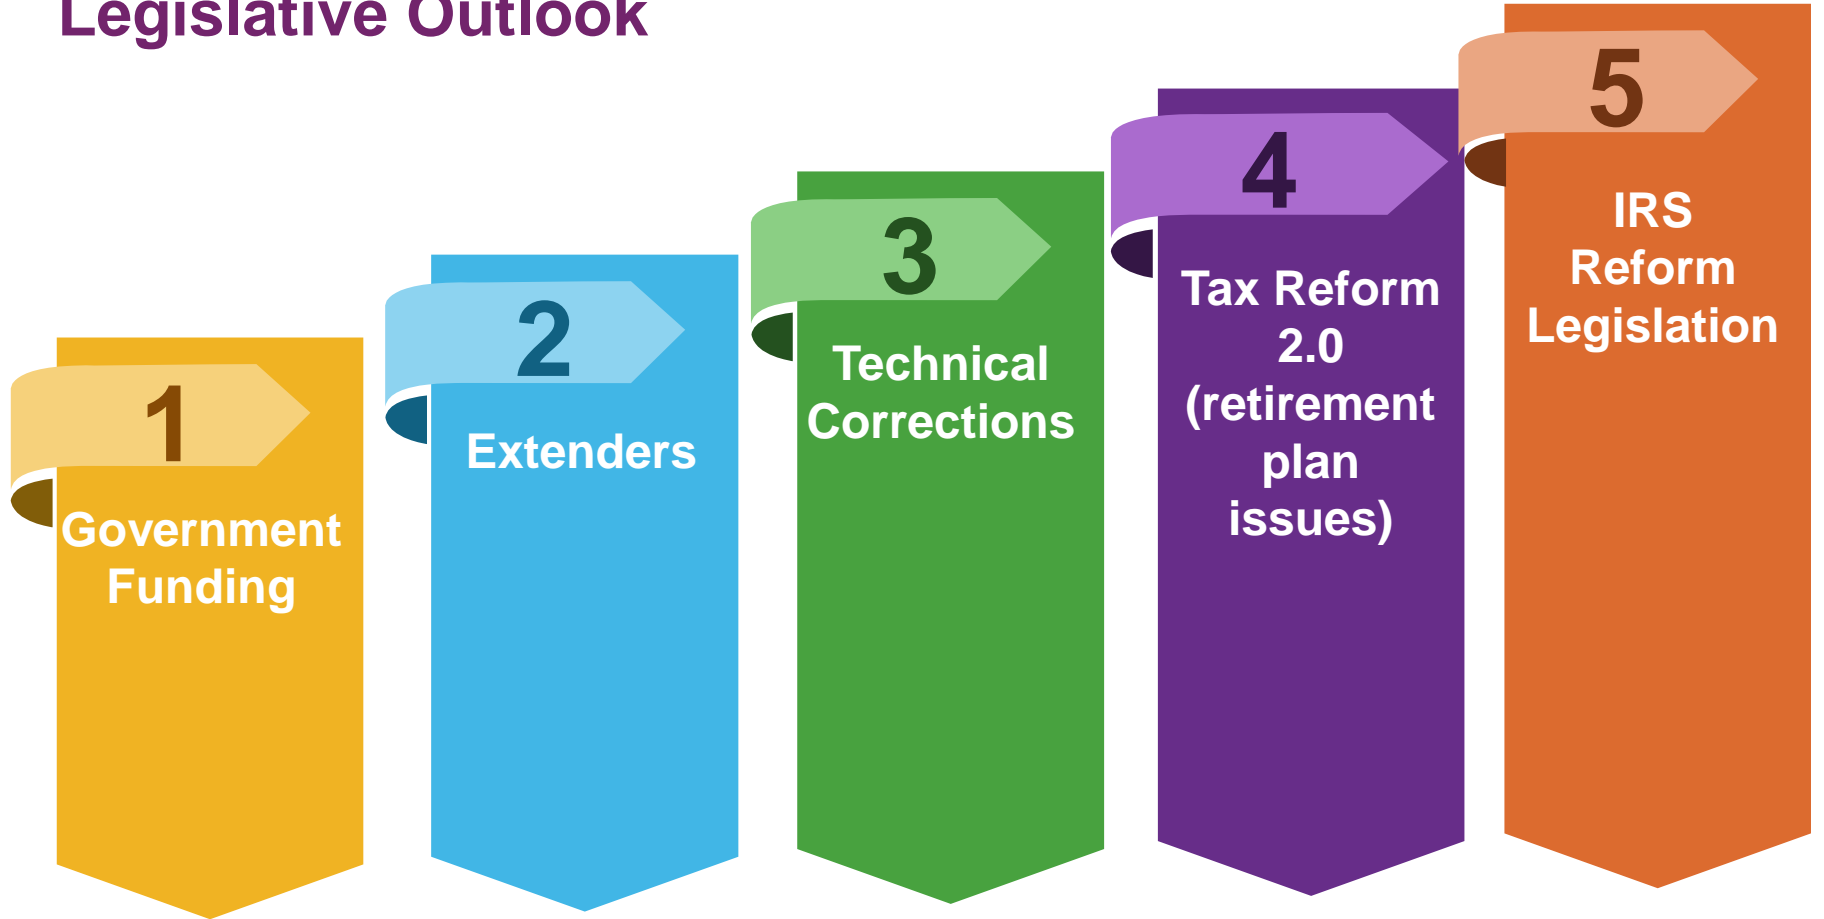 Legislative Outlook
1
Government
Funding
2
Extenders
3
Technical
Corrections
4
Tax Reform
2.0
(retirement
plan
issues)
5
IRS
Reform
Legislation